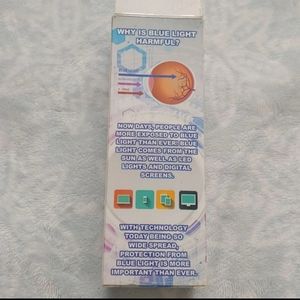 WHY IS BLUE LIGHT
HARMFUL?
NOW DAYS, PEOPLE ARE
MORE EXPOSED TO BLUE
LIGHT THAN EVER. BLUE
LIGHT COMES FROM THE
SUN AS WELL AS LED
LIGHTS AND DIGITAL
SCREENS.
WITH TECHNOLOGY
TODAY BEING SO
WIDE SPREAD,
PROTECTION FROM
BLUE LIGHT IS MORE
IMPORTANT THAN EVER.